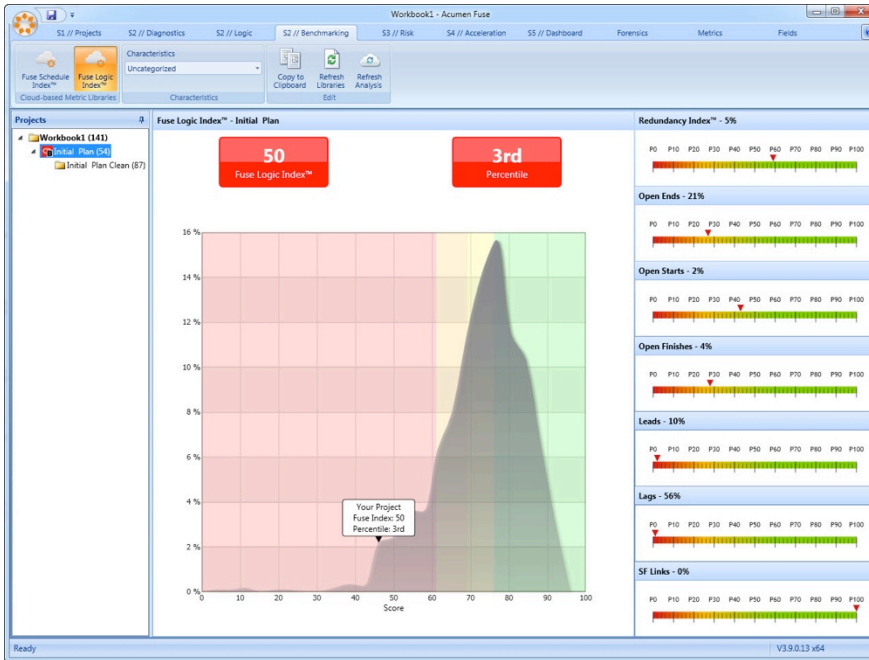 Workbook1 - Acumen Fuse
S1 // Projects S2 // Diagnostics S2 // Logic S2 // Benchmarking S3 // Risk S4 // Acceleration S5 // Dashboard Forensics Metrics Fields
Fuse Schedule Index™
Fuse Logic Index™
Cloud-based Metric Libraries
Characteristics
Uncategorized
Characteristics
Copy to Clipboard
Refresh Libraries
Refresh Analysis
Edit
Projects
Workbook1 (141)
Initial Plan (54)
Initial Plan Clean (87)
Fuse Logic Index™ - Initial Plan
50
Fuse Logic Index™
3rd
Percentile
16 %
14 %
12 %
10 %
8 %
6 %
4 %
2 %
0 %
Your Project
Fuse Index: 50
Percentile: 3rd
0 10 20 30 40 50 60 70 80 90 100
Score
Redundancy Index™ - 5%
P0 P10 P20 P30 P40 P50 P60 P70 P80 P90 P100
Open Ends - 21%
P0 P10 P20 P30 P40 P50 P60 P70 P80 P90 P100
Open Starts - 2%
P0 P10 P20 P30 P40 P50 P60 P70 P80 P90 P100
Open Finishes - 4%
P0 P10 P20 P30 P40 P50 P60 P70 P80 P90 P100
Leads - 10%
P0 P10 P20 P30 P40 P50 P60 P70 P80 P90 P100
Lags - 56%
P0 P10 P20 P30 P40 P50 P60 P70 P80 P90 P100
SF Links - 0%
P0 P10 P20 P30 P40 P50 P60 P70 P80 P90 P100
Ready
V3.9.0.13 x64